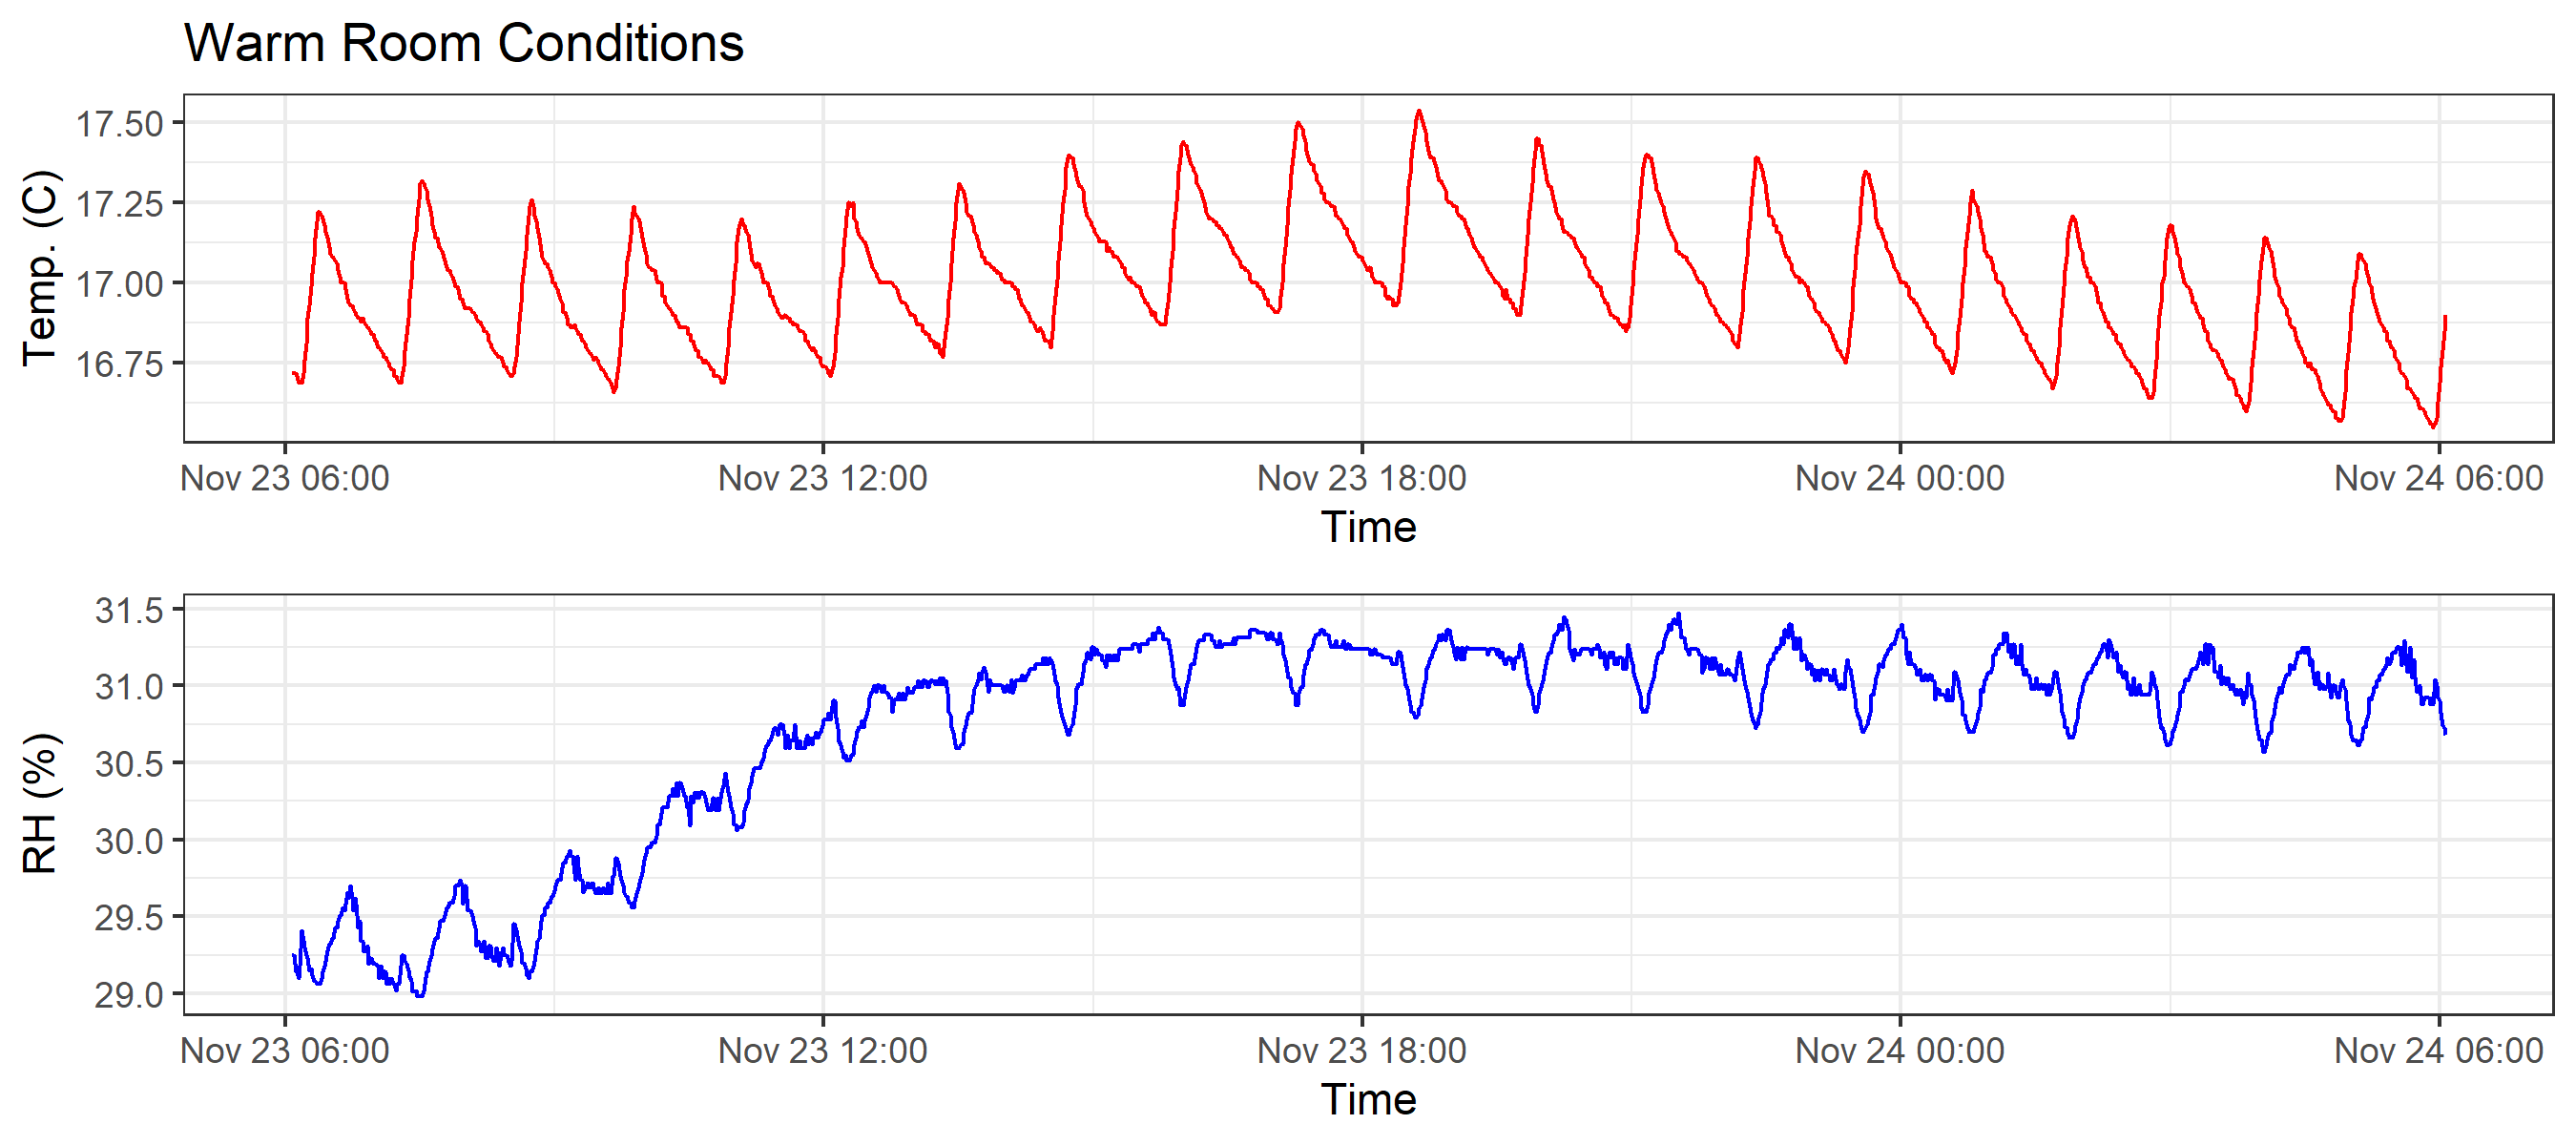 Warm Room Conditions
Temp. (C)
17.50
17.25
17.00
16.75
Nov 23 06:00 Nov 23 12:00 Nov 23 18:00 Nov 24 00:00 Nov 24 06:00
Time
RH (%)
31.5
31.0
30.5
30.0
29.5
29.0
Nov 23 06:00 Nov 23 12:00 Nov 23 18:00 Nov 24 00:00 Nov 24 06:00
Time